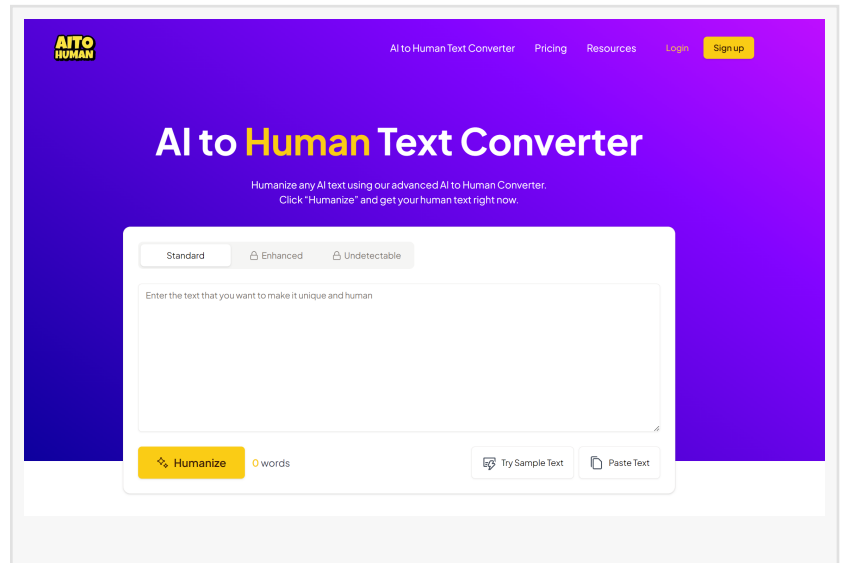 AI TO
HUMAN
AI to Human Text Converter Pricing Resources Login Sign up
AI to Human Text Converter
Humanize any AI text using our advanced AI to Human Converter.
Click "Humanize" and get your human text right now.
Standard Enhanced Undetectable
Enter the text that you want to make it unique and human
Humanize 0 words Try Sample Text Paste Text